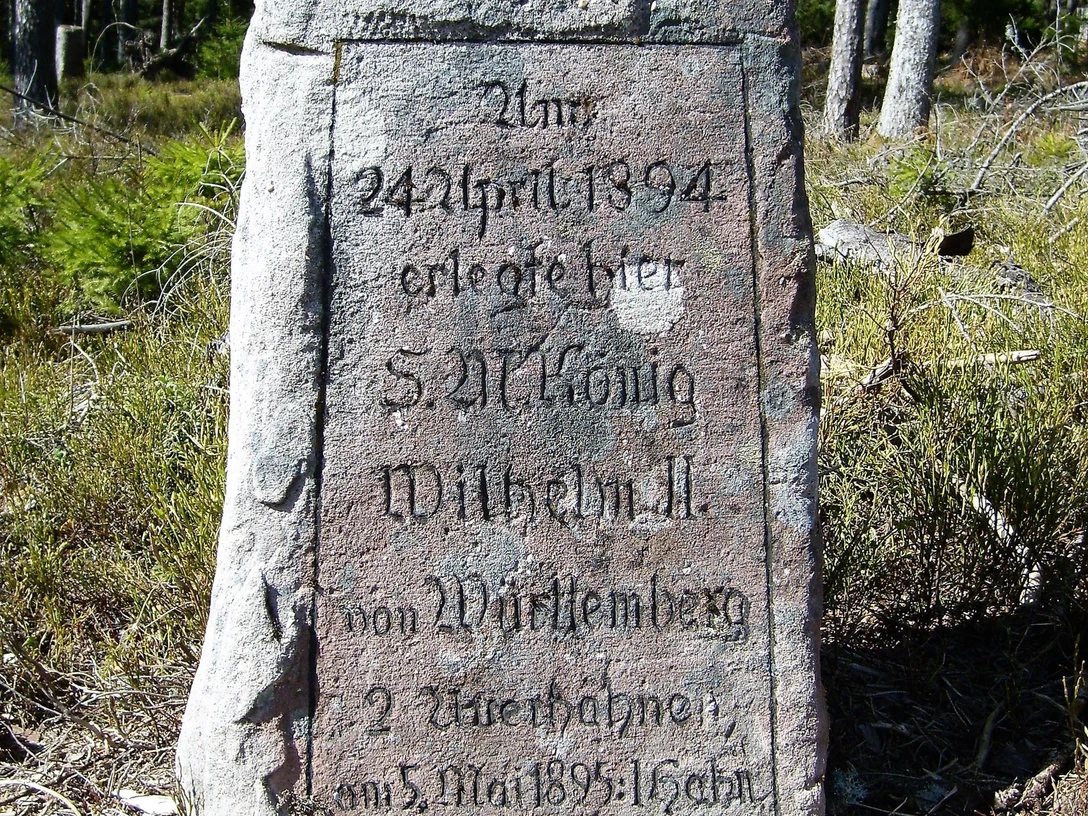 Am
24 April 1894
erlegte hier
S. M. König
Wilhelm II.
von Württemberg
2 Auerhahnen,
am 5. Mai 1895: 1 Hahn,